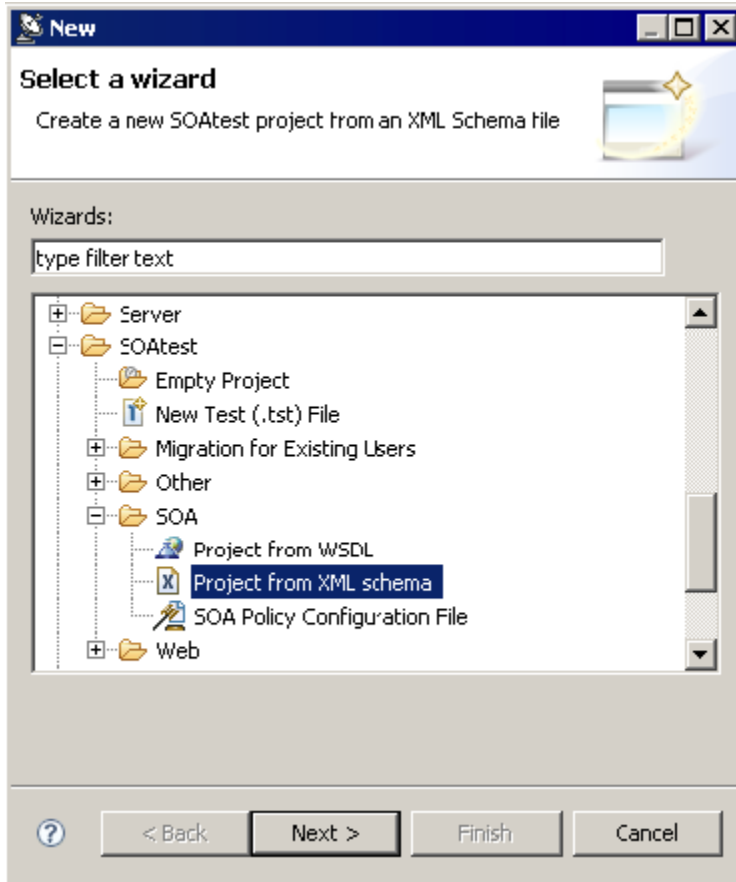 New
Select a wizard
Create a new SOAtest project from an XML Schema file
Wizards:
type filter text
Server
SOAtest
Empty Project
New Test (.tst) File
Migration for Existing Users
Other
SOA
Project from WSDL
Project from XML schema
SOA Policy Configuration File
Web
? < Back Next > Finish Cancel